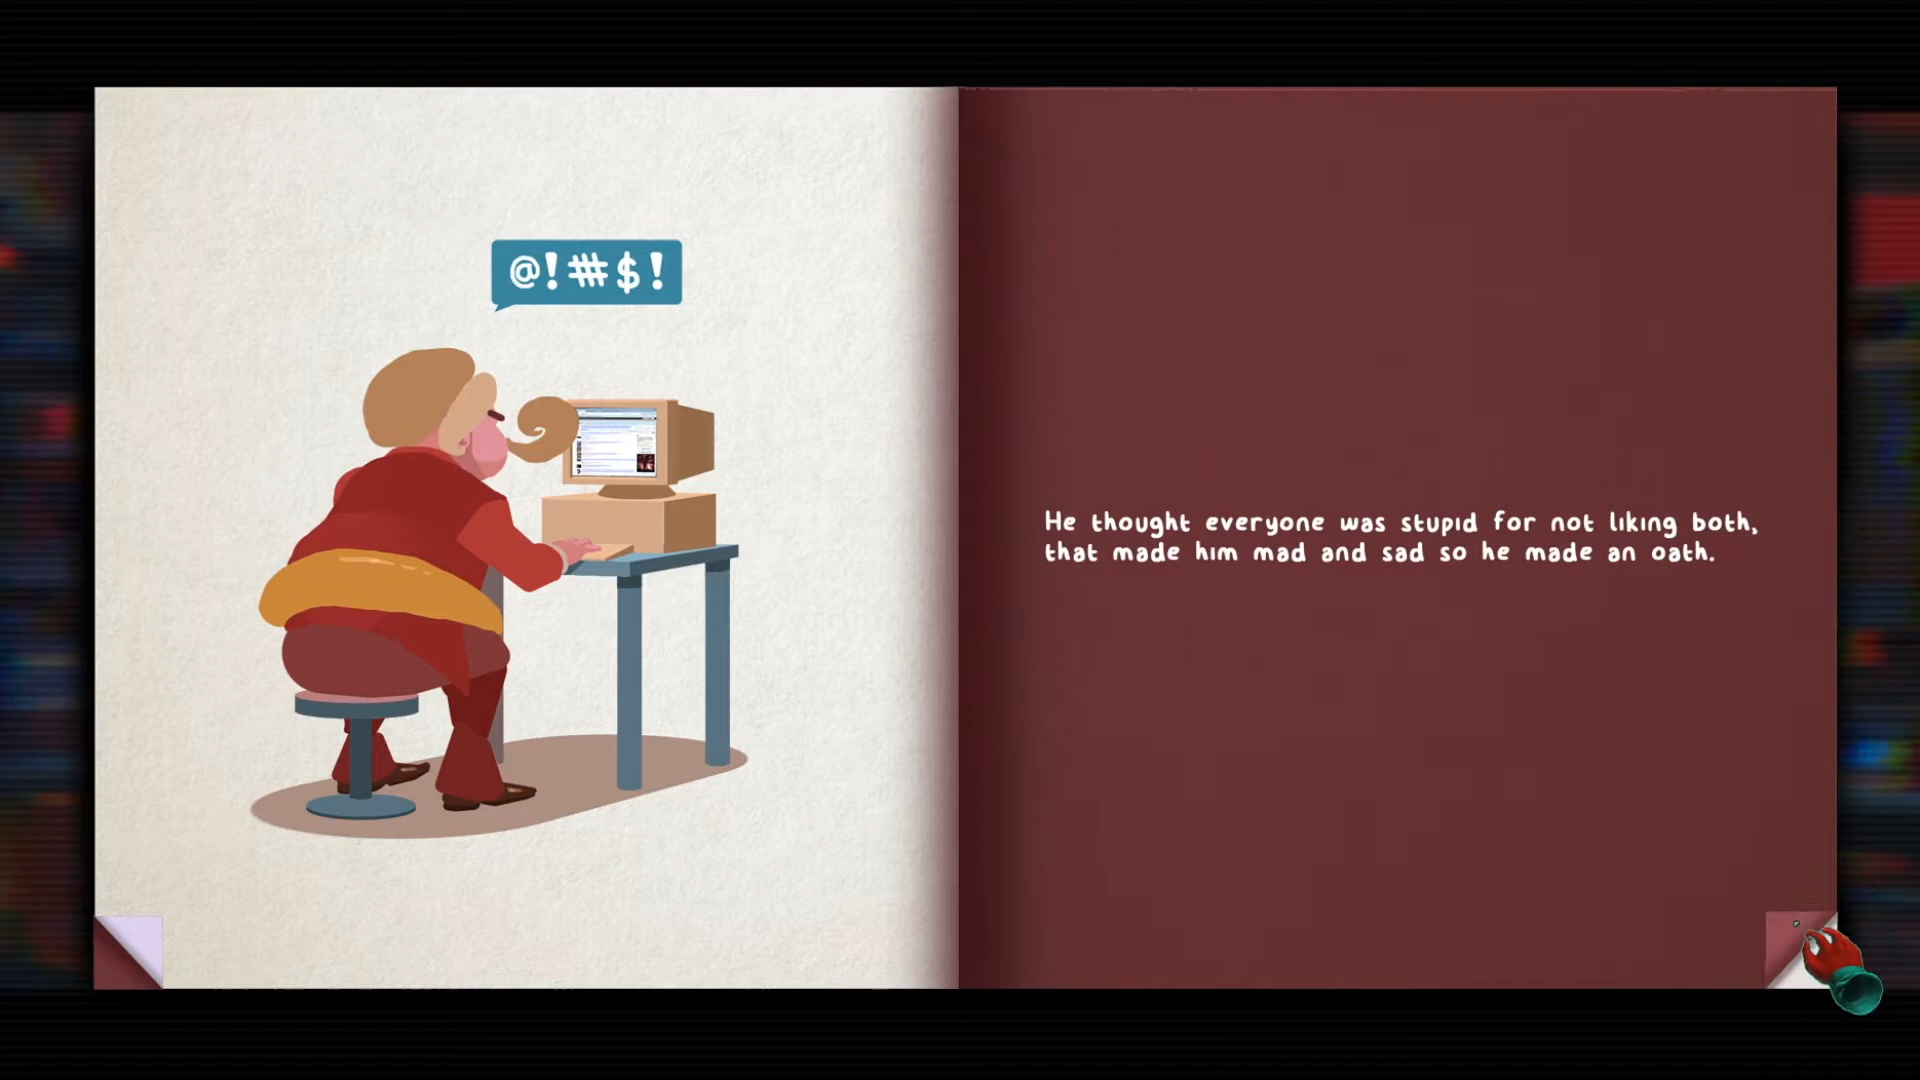 @!#$!
He thought everyone was stupid for not liking both,
that made him mad and sad so he made an oath.